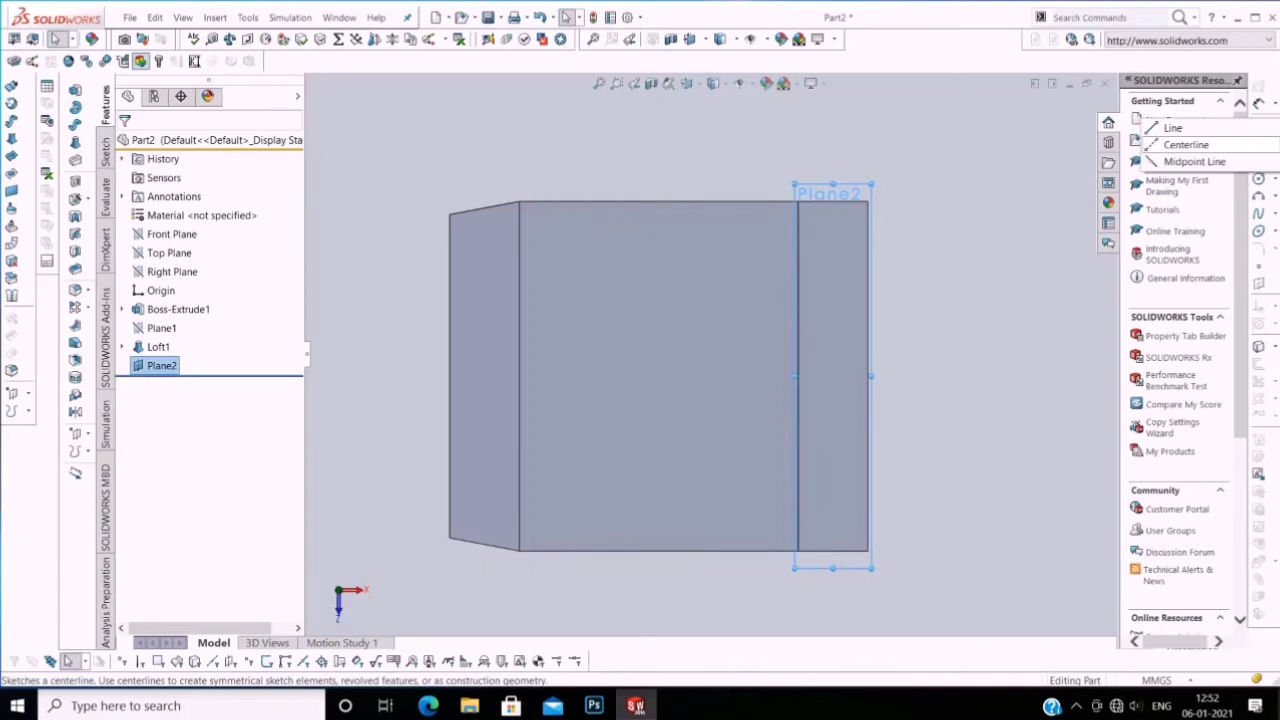 SOLIDWORKS
File
Edit
View
Insert
Tools
Simulation
Window
Help
Part2 *
Search Commands
http://www.solidworks.com
Features
Sketch
Evaluate
DimXpert
SOLIDWORKS Add-Ins
Simulation
SOLIDWORKS MBD
Analysis Preparation
Part2 (Default<<Default>_Display Sta
History
Sensors
Annotations
Material <not specified>
Front Plane
Top Plane
Right Plane
Origin
Boss-Extrude1
Plane1
Loft1
Plane2
Plane2
X
Z
SOLIDWORKS Reso...
Getting Started
Line
Centerline
Midpoint Line
Making My First
Drawing
Tutorials
Online Training
Introducing
SOLIDWORKS
General Information
SOLIDWORKS Tools
Property Tab Builder
SOLIDWORKS Rx
Performance
Benchmark Test
Compare My Score
Copy Settings
Wizard
My Products
Community
Customer Portal
User Groups
Discussion Forum
Technical Alerts &
News
Online Resources
Model
3D Views
Motion Study 1
Sketches a centerline. Use centerlines to create symmetrical sketch elements, revolved features, or as construction geometry.
Editing Part
MMGS
Type here to search
ENG
12:52
06-01-2021